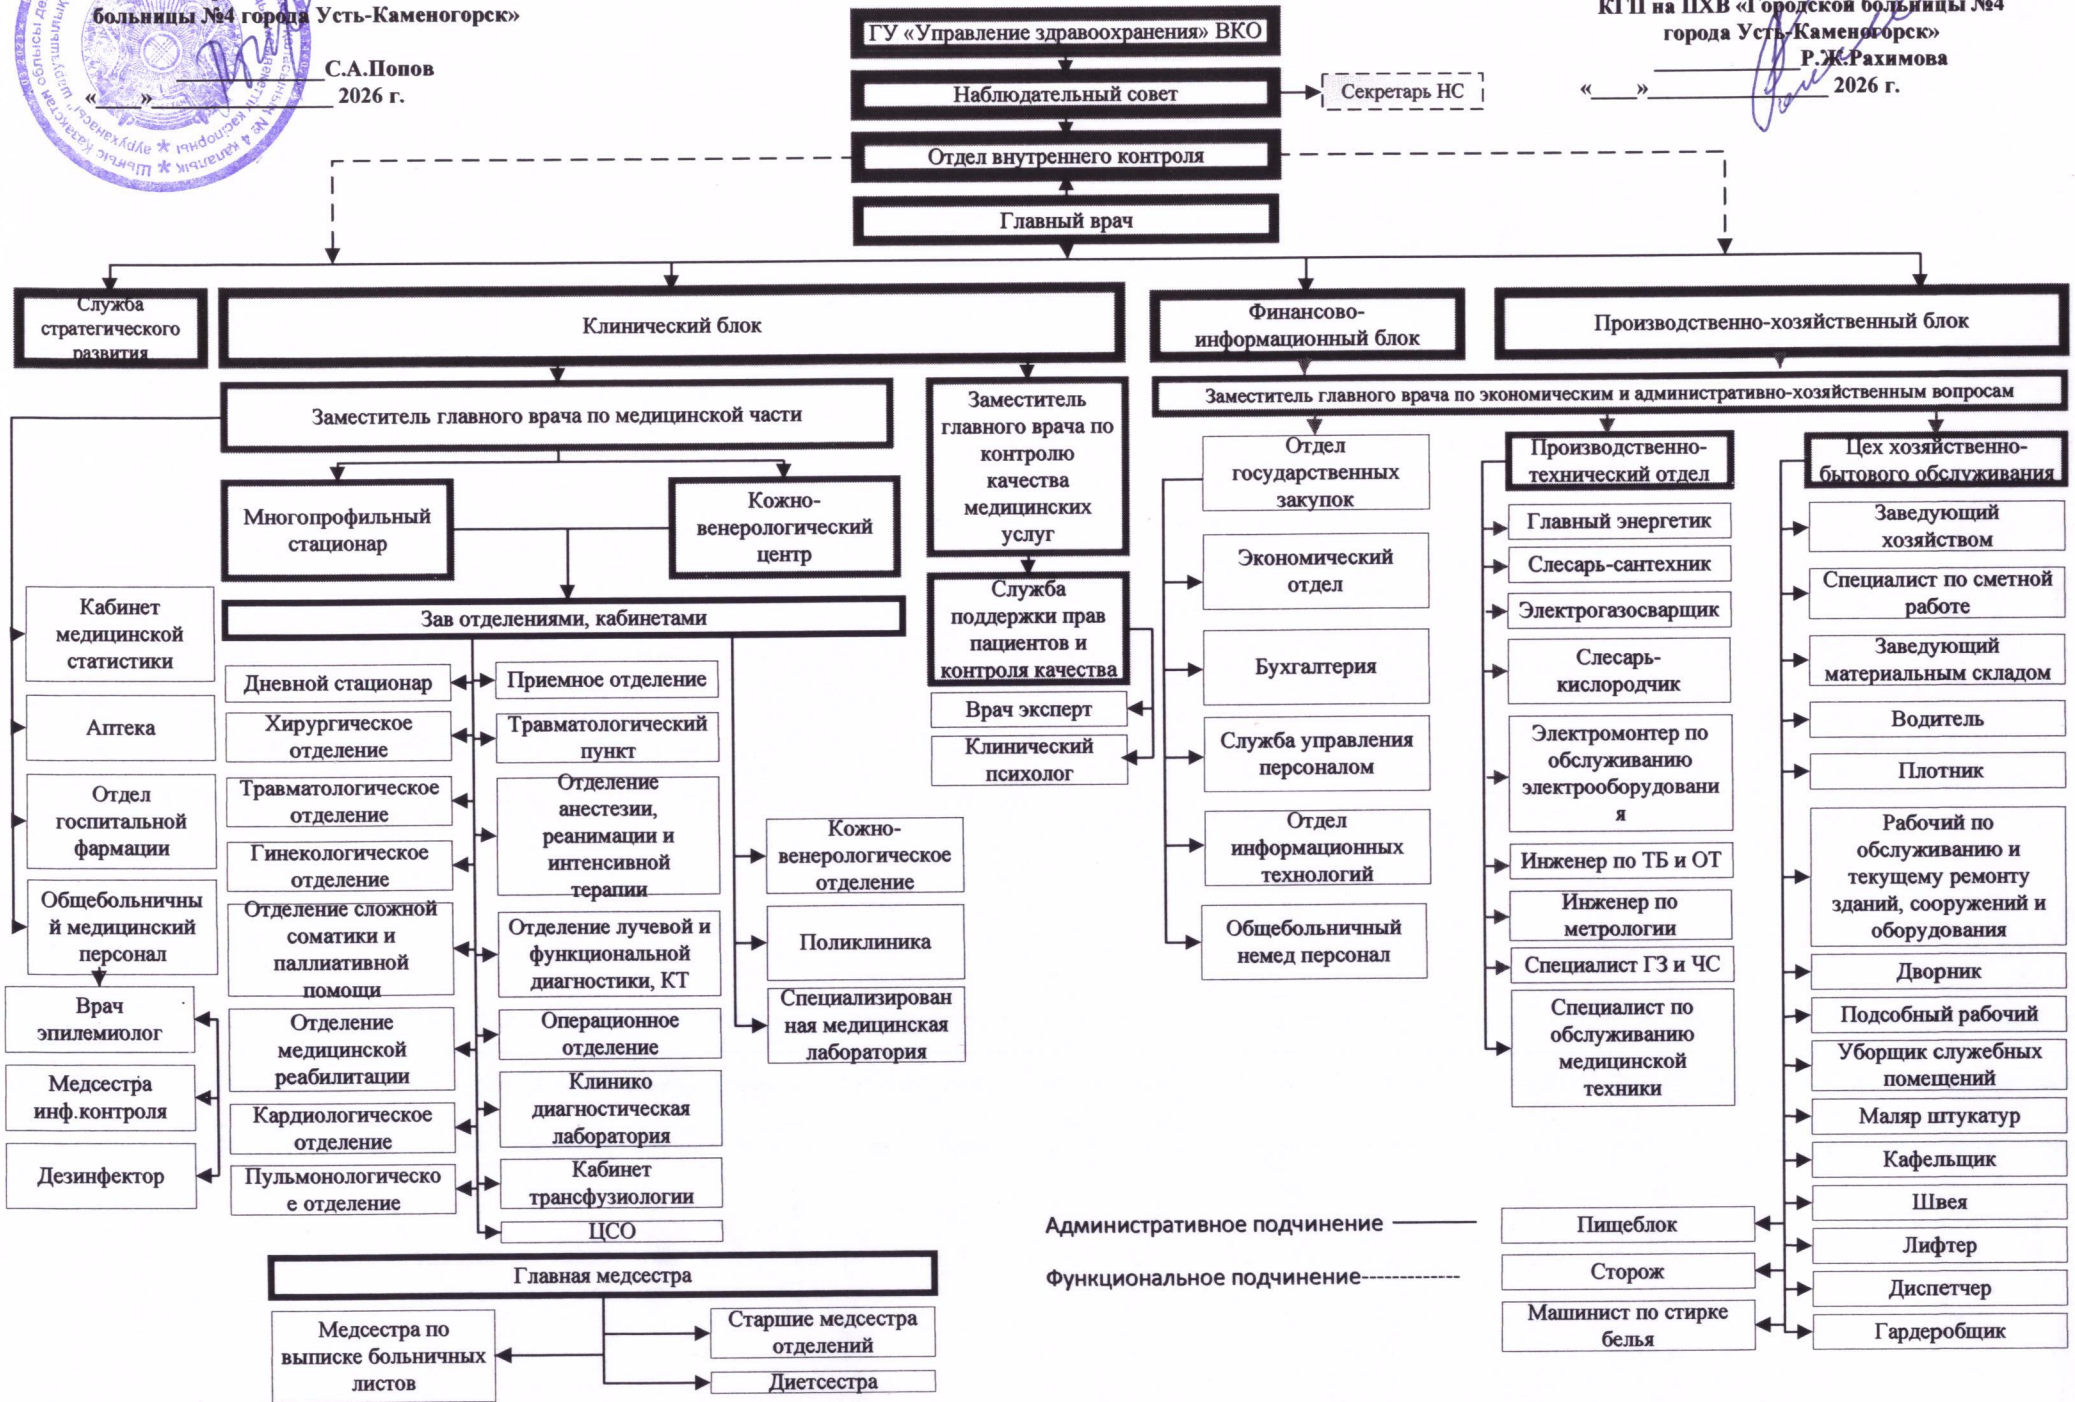 больницы №4 города Усть-Каменогорск»
С.А.Попов
«____»________________ 2026 г.
КГП на ПХВ «Городской больницы №4
города Усть-Каменогорск»
Р.Ж.Рахимова
«____»________________ 2026 г.
ГУ «Управление здравоохранения» ВКО
Наблюдательный совет
Секретарь НС
Отдел внутреннего контроля
Главный врач
Служба
стратегического
развития
Клинический блок
Финансово-
информационный блок
Производственно-хозяйственный блок
Заместитель главного врача по медицинской части
Заместитель
главного врача по
контролю
качества
медицинских
услуг
Заместитель главного врача по экономическим и административно-хозяйственным вопросам
Многопрофильный
стационар
Кожно-
венерологический
центр
Зав отделениями, кабинетами
Служба
поддержки прав
пациентов и
контроля качества
Врач эксперт
Клинический
психолог
Кабинет
медицинской
статистики
Аптека
Отдел
госпитальной
фармации
Общебольничны
й медицинский
персонал
Врач
эпилемиолог
Медсестра
инф.контроля
Дезинфектор
Дневной стационар
Хирургическое
отделение
Травматологическое
отделение
Гинекологическое
отделение
Отделение сложной
соматики и
паллиативной
помощи
Отделение
медицинской
реабилитации
Кардиологическое
отделение
Пульмонологическо
е отделение
Приемное отделение
Травматологический
пункт
Отделение
анестезии,
реанимации и
интенсивной
терапии
Отделение лучевой и
функциональной
диагностики, КТ
Операционное
отделение
Клинико
диагностическая
лаборатория
Кабинет
трансфузиологии
ЦСО
Кожно-
венерологическое
отделение
Поликлиника
Специализирован
ная медицинская
лаборатория
Отдел
государственных
закупок
Экономический
отдел
Бухгалтерия
Служба управления
персоналом
Отдел
информационных
технологий
Общебольничный
немед персонал
Производственно-
технический отдел
Главный энергетик
Слесарь-сантехник
Электрогазосварщик
Слесарь-
кислородчик
Электромонтер по
обслуживанию
электрооборудовани
я
Инженер по ТБ и ОТ
Инженер по
метрологии
Специалист ГЗ и ЧС
Специалист по
обслуживанию
медицинской
техники
Цех хозяйственно-
бытового обслуживания
Заведующий
хозяйством
Специалист по сметной
работе
Заведующий
материальным складом
Водитель
Плотник
Рабочий по
обслуживанию и
текущему ремонту
зданий, сооружений и
оборудования
Дворник
Подсобный рабочий
Уборщик служебных
помещений
Маляр штукатур
Кафельщик
Швея
Лифтер
Диспетчер
Гардеробщик
Пищеблок
Сторож
Машинист по стирке
белья
Административное подчинение
Функциональное подчинение--------------
Главная медсестра
Медсестра по
выписке больничных
листов
Старшие медсестра
отделений
Диетсестра